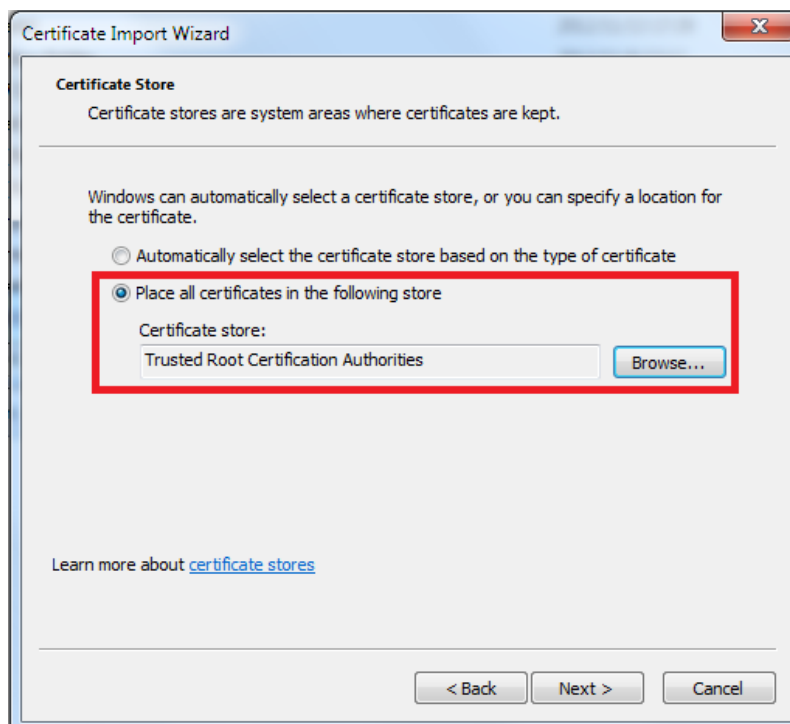 Certificate Import Wizard
Certificate Store
Certificate stores are system areas where certificates are kept.
Windows can automatically select a certificate store, or you can specify a location for
the certificate.
Automatically select the certificate store based on the type of certificate
Place all certificates in the following store
Certificate store:
Trusted Root Certification Authorities
Browse...
Learn more about certificate stores
< Back
Next >
Cancel